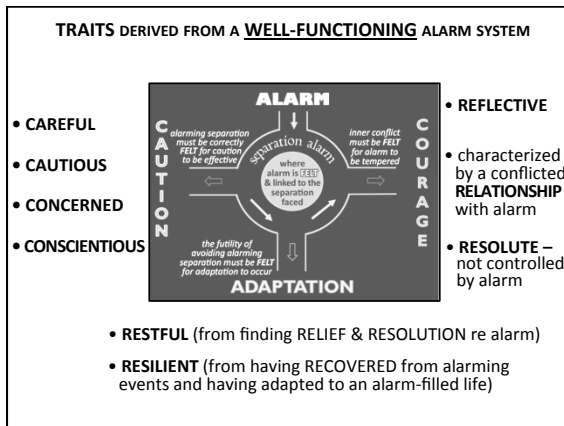 TRAITS DERIVED FROM A WELL-FUNCTIONING ALARM SYSTEM
• CAREFUL
• CAUTIOUS
• CONCERNED
• CONSCIENTIOUS
CAUTION
ALARM
alarming separation
must be correctly
FELT for caution
to be effective
separation alarm
inner conflict
must be FELT
for alarm to
be tempered
where
alarm is FELT
& linked to the
separation
faced
the futility of
avoiding alarming
separation must be FELT
for adaptation to occur
ADAPTATION
COURAGE
• REFLECTIVE
• characterized
by a conflicted
RELATIONSHIP
with alarm
• RESOLUTE –
not controlled
by alarm
• RESTFUL (from finding RELIEF & RESOLUTION re alarm)
• RESILIENT (from having RECOVERED from alarming
events and having adapted to an alarm-filled life)